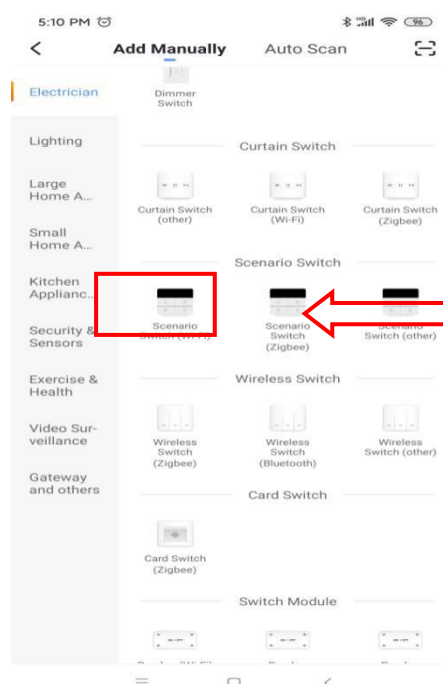 5:10 PM
96
Add Manually Auto Scan
Electrician
Lighting
Large
Home A...
Small
Home A...
Kitchen
Applianc...
Security &
Sensors
Exercise &
Health
Video Sur-
veillance
Gateway
and others
Dimmer
Switch
Curtain Switch
Curtain Switch
(other)
Curtain Switch
(Wi-Fi)
Curtain Switch
(Zigbee)
Scenario Switch
Scenario
Switch (Wi-Fi)
Scenario
Switch
(Zigbee)
Scenario
Switch (other)
Wireless Switch
Wireless
Switch
(Zigbee)
Wireless
Switch
(Bluetooth)
Wireless
Switch (other)
Card Switch
Card Switch
(Zigbee)
Switch Module